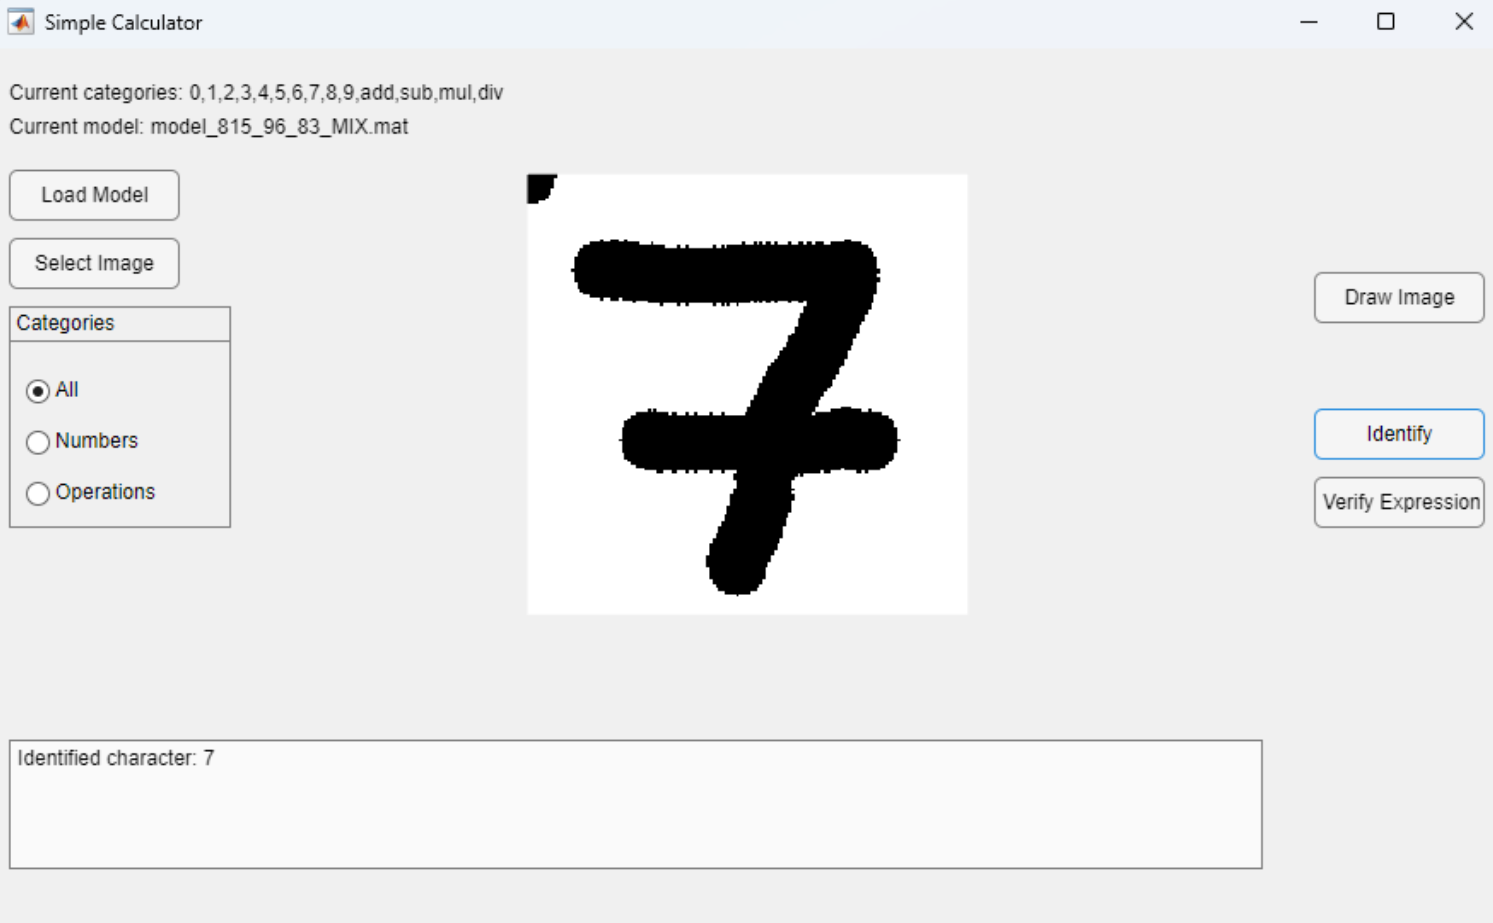 Simple Calculator
Current categories: 0,1,2,3,4,5,6,7,8,9,add,sub,mul,div
Current model: model_815_96_83_MIX.mat
Load Model
Select Image
Categories
All
Numbers
Operations
7
Draw Image
Identify
Verify Expression
Identified character: 7